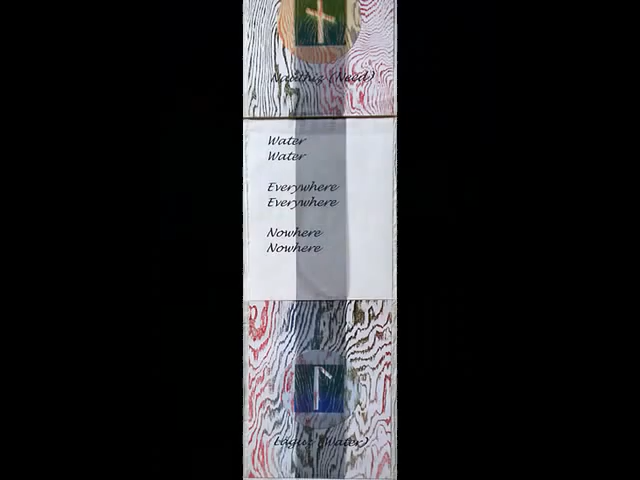 Nauthiz (Need)
Water
Water
Everywhere
Everywhere
Nowhere
Nowhere
Laguz (Water)